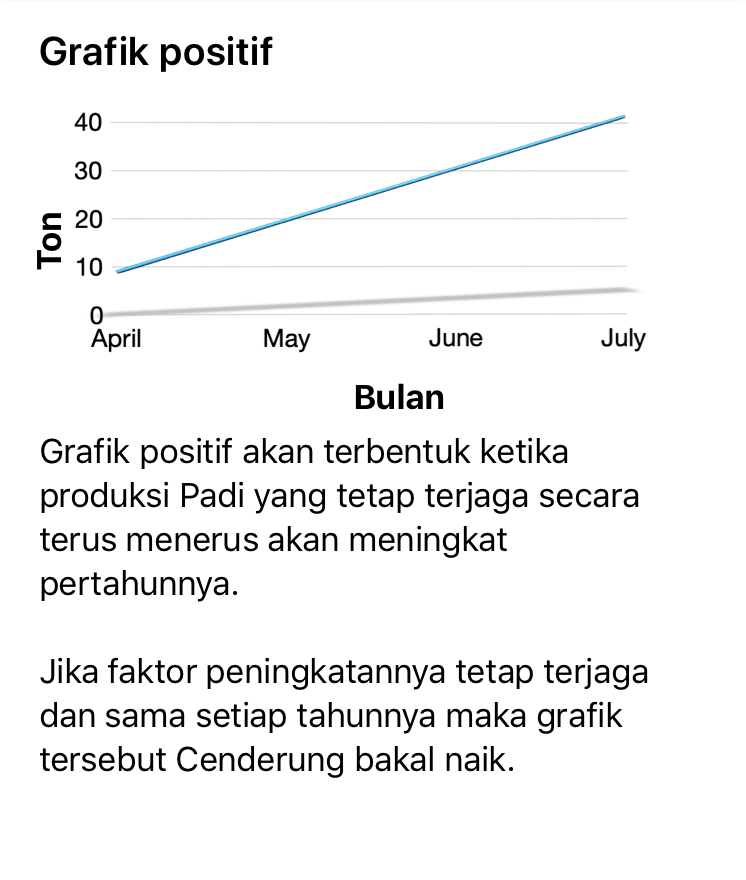 Grafik positif
40
30
20
10
0
Ton
April May June July
Bulan
Grafik positif akan terbentuk ketika
produksi Padi yang tetap terjaga secara
terus menerus akan meningkat
pertahunnya.
Jika faktor peningkatannya tetap terjaga
dan sama setiap tahunnya maka grafik
tersebut Cenderung bakal naik.